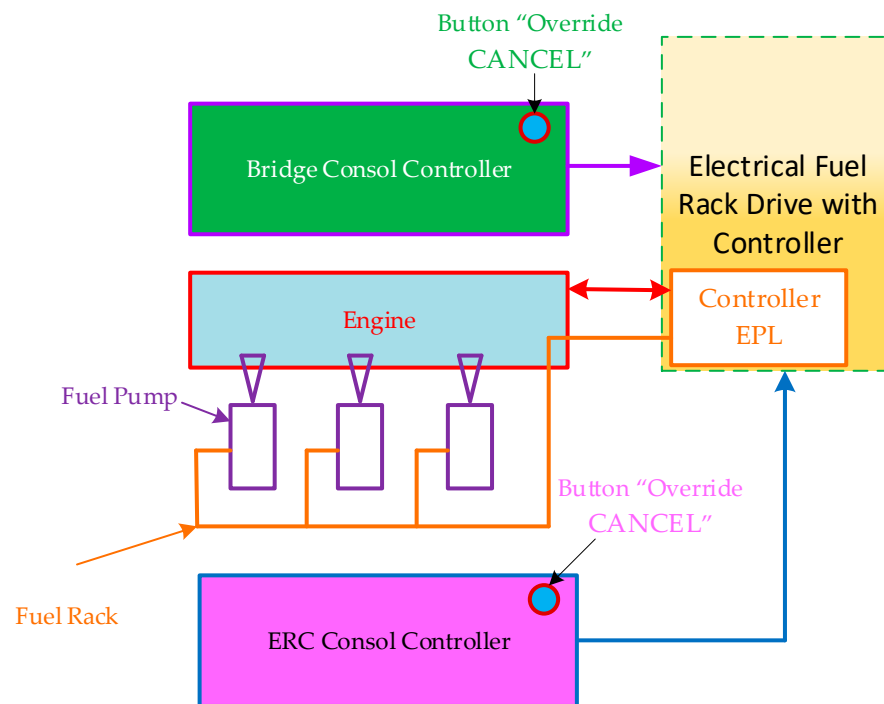 Button “Override
CANCEL”
Bridge Consol Controller
Electrical Fuel
Rack Drive with
Controller
Engine
Controller
EPL
Fuel Pump
Button “Override
CANCEL”
Fuel Rack
ERC Consol Controller